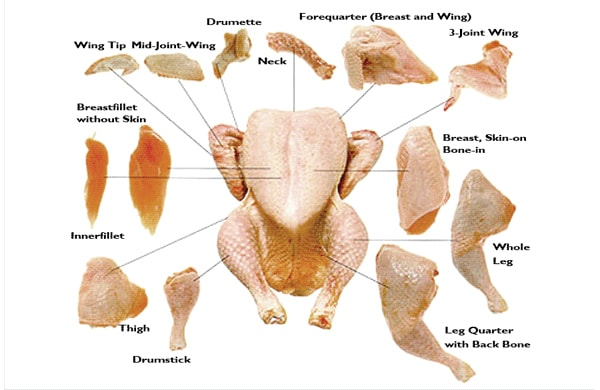 Drumette
Forequarter (Breast and Wing)
Wing Tip
Mid-Joint-Wing
Neck
3-Joint Wing
Breastfillet
without Skin
Breast, Skin-on
Bone-in
Innerfillet
Whole
Leg
Thigh
Drumstick
Leg Quarter
with Back Bone